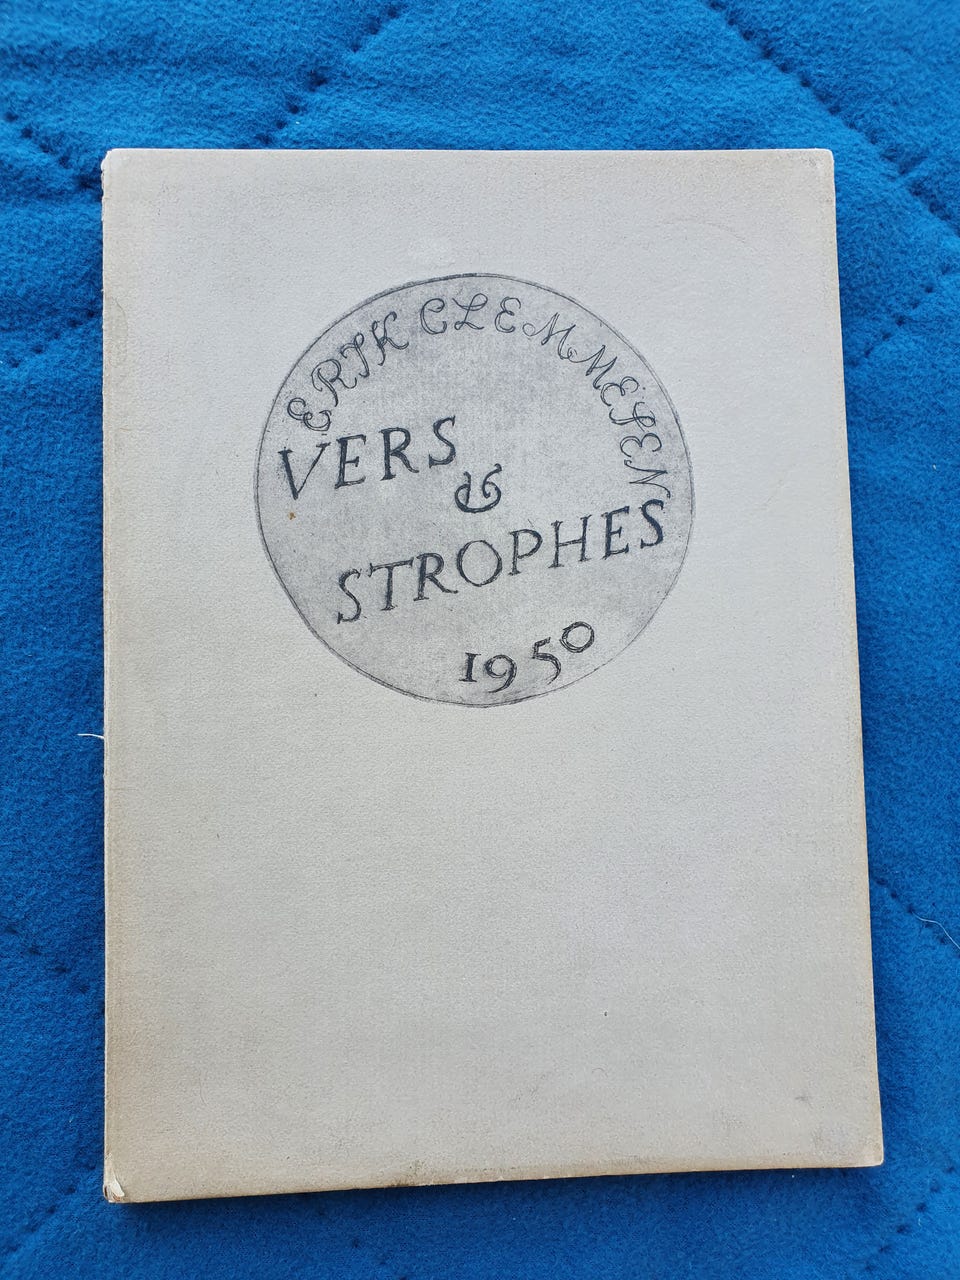 ERIK CLEMMESEN
VERS
&
STROPHES
1950